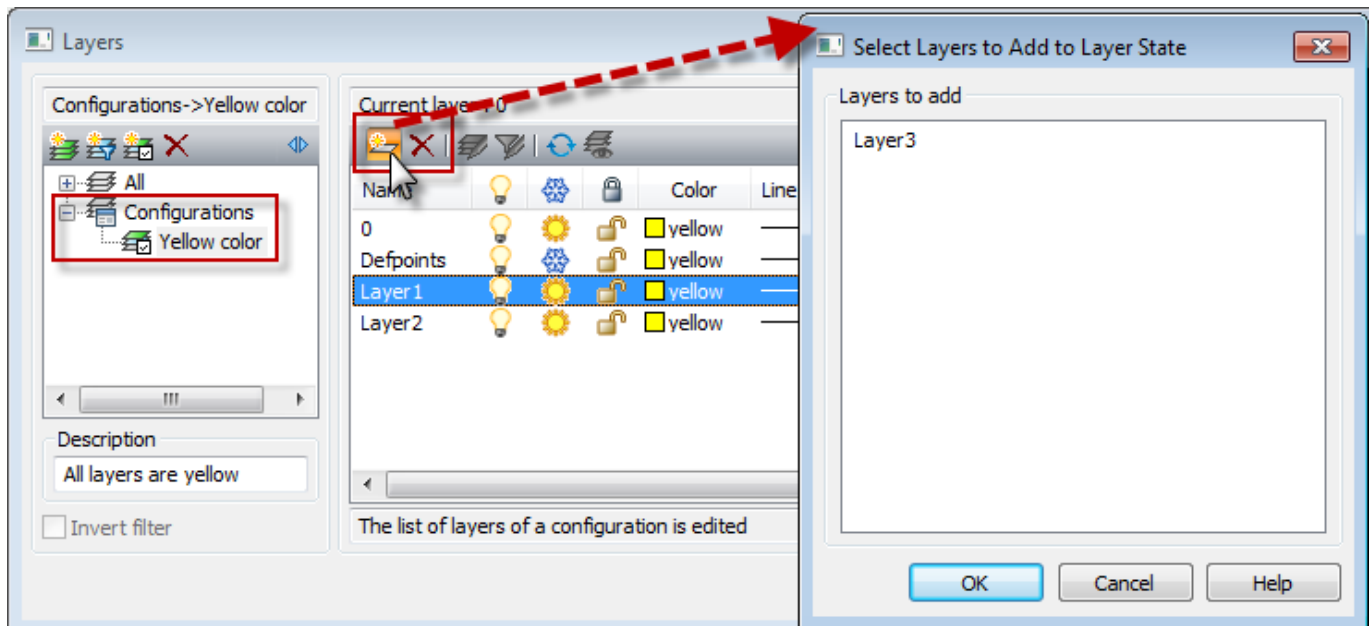 Layers
Configurations->Yellow color
All
Configurations
Yellow color
Description
All layers are yellow
Invert filter
Current layer: 0
Name Color Line
0 yellow
Defpoints yellow
Layer1 yellow
Layer2 yellow
The list of layers of a configuration is edited
Select Layers to Add to Layer State
Layers to add
Layer3
OK Cancel Help